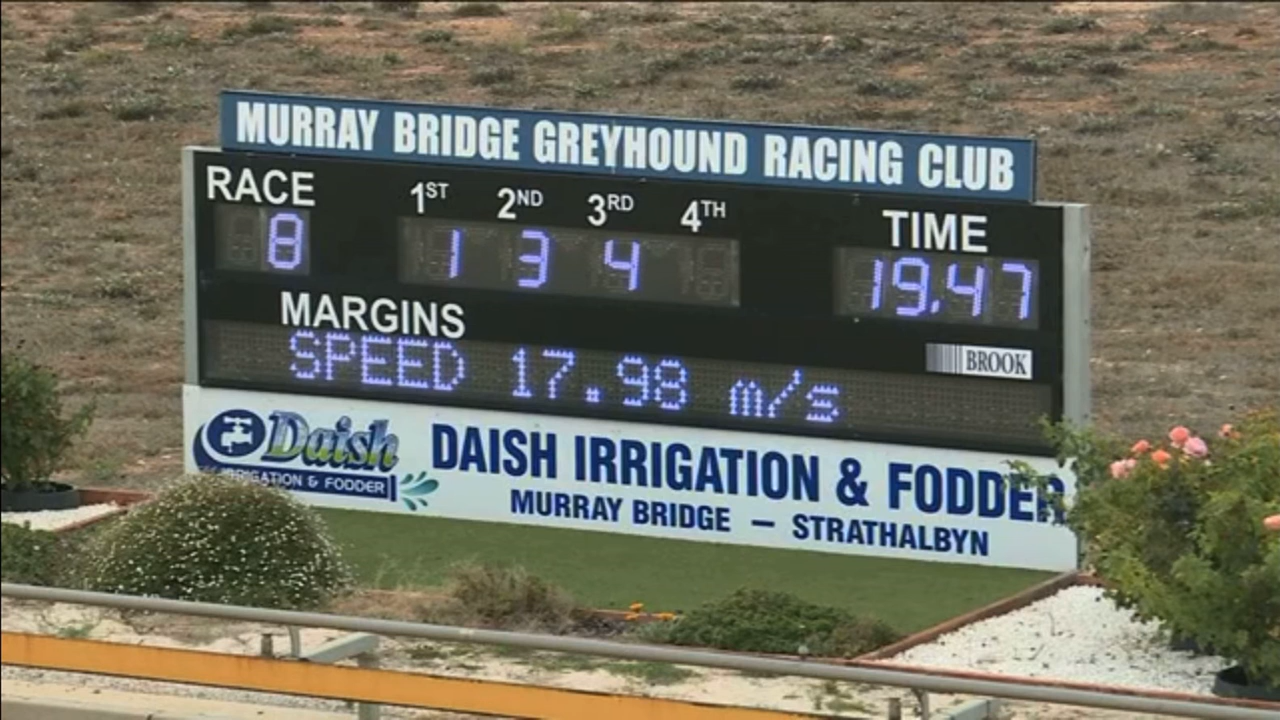 MURRAY BRIDGE GREYHOUND RACING CLUB
RACE 1ST 2ND 3RD 4TH TIME
8 1 3 4 19.47
MARGINS
BROOK
SPEED 17.98 m/s
Daish
IRRIGATION & FODDER
DAISH IRRIGATION & FODDER
MURRAY BRIDGE – STRATHALBYN